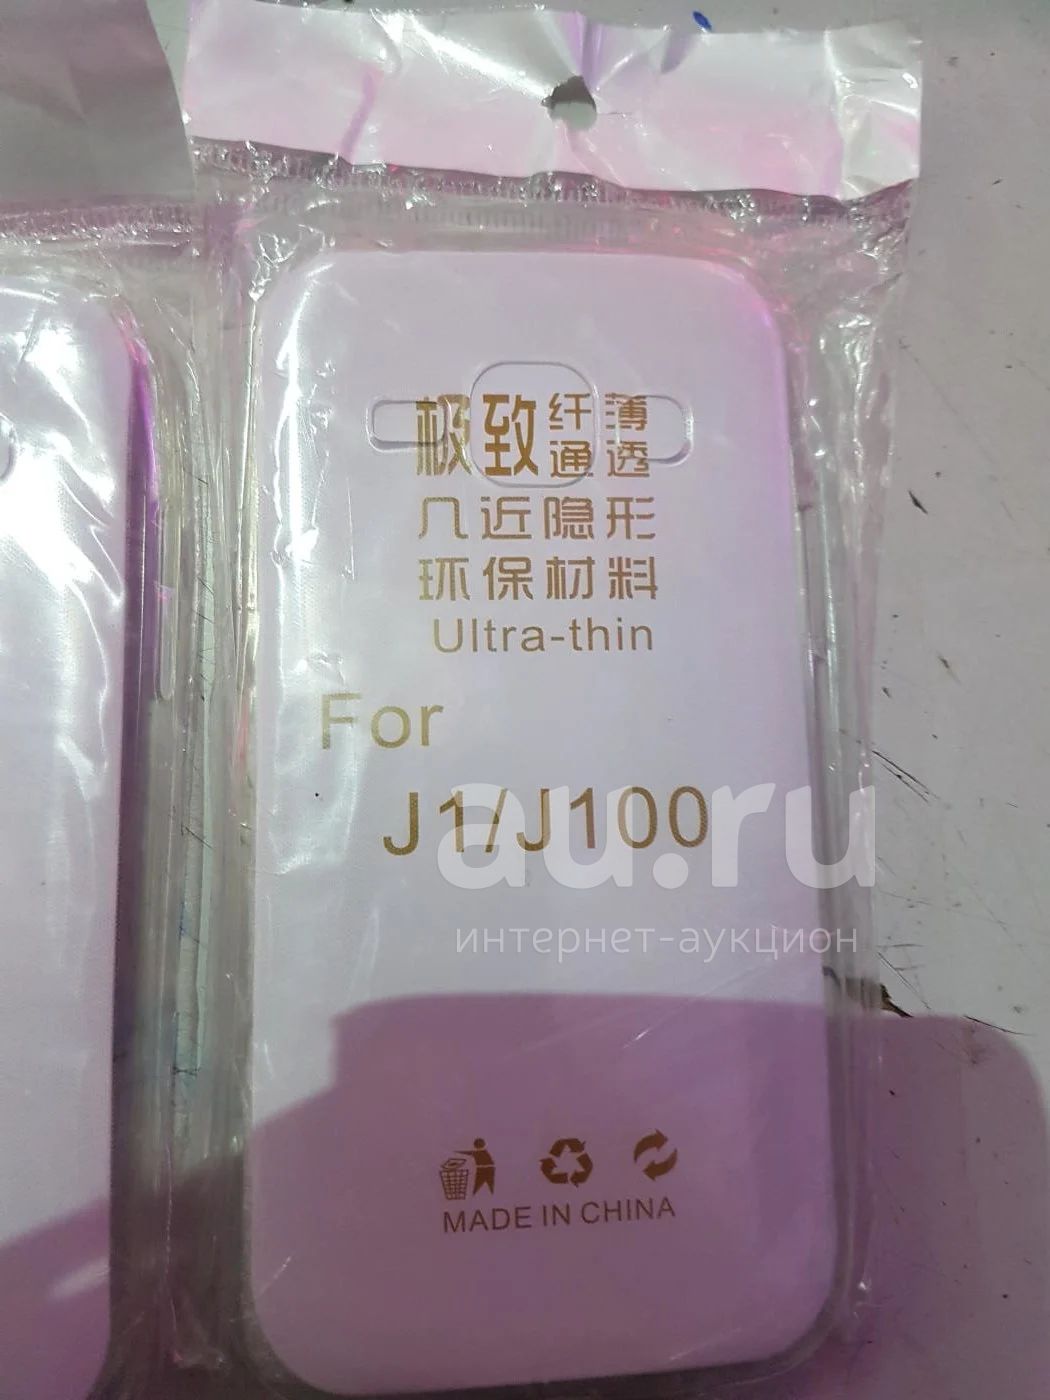 极致纤薄
通透
几近隐形
环保材料
Ultra-thin
For
J1/J100
au.ru
интернет-аукцион
MADE IN CHINA